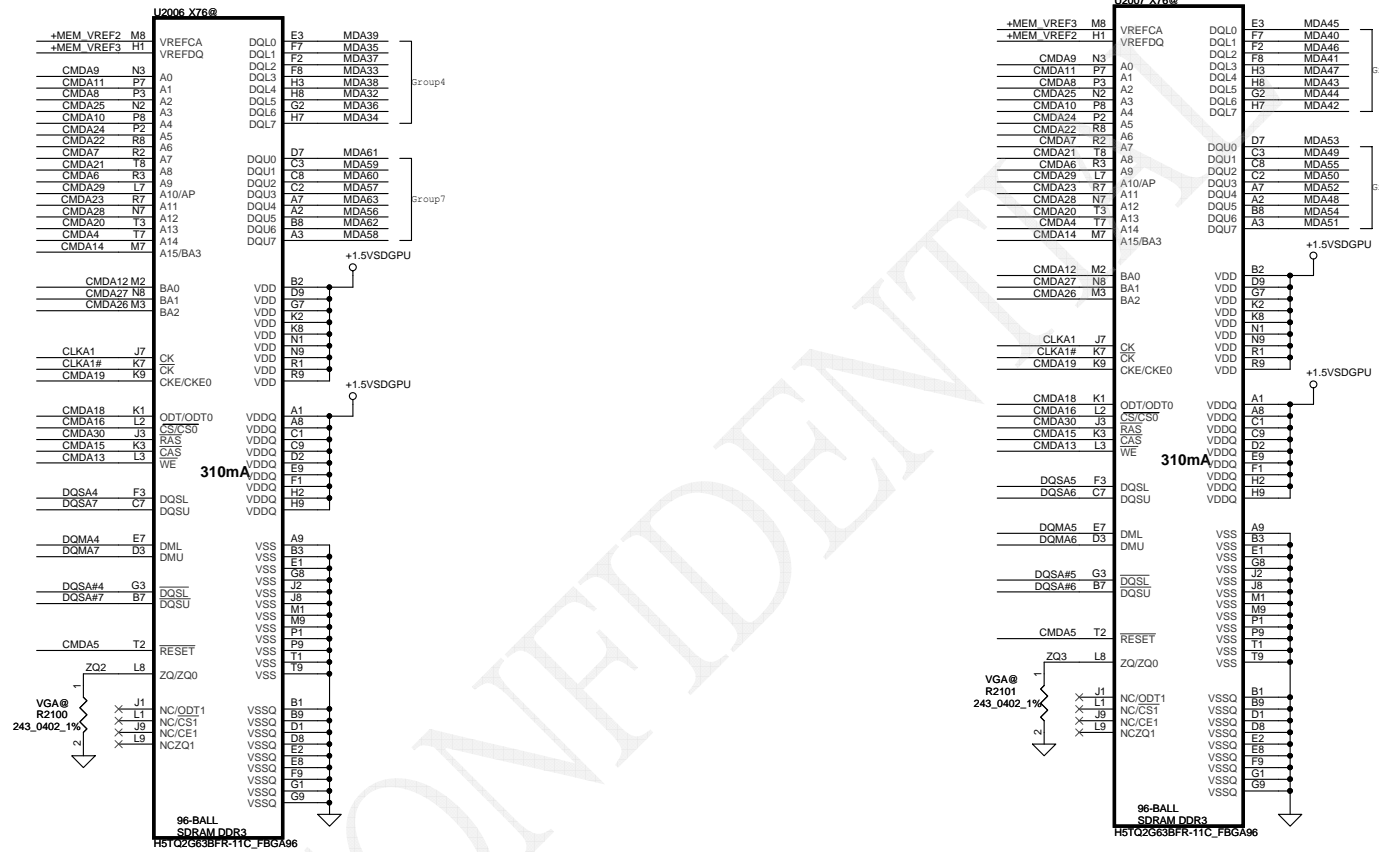 U2006 X76@
+MEM_VREF2 M8 VREFCA DQL0 E3 MDA39
+MEM_VREF3 H1 VREFDQ DQL1 F7 MDA35
DQL2 F2 MDA37
CMDA9 N3 A0 DQL3 F8 MDA33
CMDA11 P7 A1 DQL4 H3 MDA38
CMDA8 P3 A2 DQL5 H8 MDA32
CMDA25 N2 A3 DQL6 G2 MDA36
CMDA10 P8 A4 DQL7 H7 MDA34
Group4
CMDA24 P2 A5
CMDA22 R8 A6
CMDA7 R2 A7 DQU0 D7 MDA61
CMDA21 T8 A8 DQU1 C3 MDA59
CMDA6 R3 A9 DQU2 C8 MDA60
CMDA29 L7 A10/AP DQU3 C2 MDA57
CMDA23 R7 A11 DQU4 A7 MDA63
CMDA28 N7 A12 DQU5 A2 MDA56
CMDA20 T3 A13 DQU6 B8 MDA62
CMDA4 T7 A14 DQU7 A3 MDA58
Group7
CMDA14 M7 A15/BA3
+1.5VSDGPU
CMDA12 M2 BA0 VDD B2
CMDA27 N8 BA1 VDD D9
CMDA26 M3 BA2 VDD G7
VDD K2
VDD K8
VDD N1
CLKA1 J7 CK VDD N9
CLKA1# K7 CK VDD R1
CMDA19 K9 CKE/CKE0 VDD R9
+1.5VSDGPU
CMDA18 K1 ODT/ODT0 VDDQ A1
CMDA16 L2 CS/CS0 VDDQ A8
CMDA30 J3 RAS VDDQ C1
CMDA15 K3 CAS VDDQ C9
CMDA13 L3 WE VDDQ D2
310mA VDDQ E9
VDDQ F1
DQSA4 F3 DQSL VDDQ H2
DQSA7 C7 DQSU VDDQ H9
DQMA4 E7 DML VSS A9
DQMA7 D3 DMU VSS B3
VSS E1
VSS G8
DQSA#4 G3 DQSL VSS J2
DQSA#7 B7 DQSU VSS J8
VSS M1
VSS M9
VSS P1
CMDA5 T2 RESET VSS P9
VSS T1
ZQ2 L8 ZQ/ZQ0 VSS T9
1
VGA@
R2100
243_0402_1%
2
J1 NC/ODT1 VSSQ B1
L1 NC/CS1 VSSQ B9
J9 NC/CE1 VSSQ D1
L9 NCZQ1 VSSQ D8
VSSQ E2
VSSQ E8
VSSQ F9
VSSQ G1
VSSQ G9
96-BALL
SDRAM DDR3
H5TQ2G63BFR-11C_FBGA96
U2007 X76@
+MEM_VREF3 M8 VREFCA DQL0 E3 MDA45
+MEM_VREF2 H1 VREFDQ DQL1 F7 MDA40
DQL2 F2 MDA46
CMDA9 N3 A0 DQL3 F8 MDA41
CMDA11 P7 A1 DQL4 H3 MDA47
CMDA8 P3 A2 DQL5 H8 MDA43
CMDA25 N2 A3 DQL6 G2 MDA44
CMDA10 P8 A4 DQL7 H7 MDA42
CMDA24 P2 A5
CMDA22 R8 A6
CMDA7 R2 A7 DQU0 D7 MDA53
CMDA21 T8 A8 DQU1 C3 MDA49
CMDA6 R3 A9 DQU2 C8 MDA55
CMDA29 L7 A10/AP DQU3 C2 MDA50
CMDA23 R7 A11 DQU4 A7 MDA52
CMDA28 N7 A12 DQU5 A2 MDA48
CMDA20 T3 A13 DQU6 B8 MDA54
CMDA4 T7 A14 DQU7 A3 MDA51
CMDA14 M7 A15/BA3
+1.5VSDGPU
CMDA12 M2 BA0 VDD B2
CMDA27 N8 BA1 VDD D9
CMDA26 M3 BA2 VDD G7
VDD K2
VDD K8
VDD N1
CLKA1 J7 CK VDD N9
CLKA1# K7 CK VDD R1
CMDA19 K9 CKE/CKE0 VDD R9
+1.5VSDGPU
CMDA18 K1 ODT/ODT0 VDDQ A1
CMDA16 L2 CS/CS0 VDDQ A8
CMDA30 J3 RAS VDDQ C1
CMDA15 K3 CAS VDDQ C9
CMDA13 L3 WE VDDQ D2
310mA VDDQ E9
VDDQ F1
DQSA5 F3 DQSL VDDQ H2
DQSA6 C7 DQSU VDDQ H9
DQMA5 E7 DML VSS A9
DQMA6 D3 DMU VSS B3
VSS E1
VSS G8
DQSA#5 G3 DQSL VSS J2
DQSA#6 B7 DQSU VSS J8
VSS M1
VSS M9
VSS P1
CMDA5 T2 RESET VSS P9
VSS T1
ZQ3 L8 ZQ/ZQ0 VSS T9
1
VGA@
R2101
243_0402_1%
2
J1 NC/ODT1 VSSQ B1
L1 NC/CS1 VSSQ B9
J9 NC/CE1 VSSQ D1
L9 NCZQ1 VSSQ D8
VSSQ E2
VSSQ E8
VSSQ F9
VSSQ G1
VSSQ G9
96-BALL
SDRAM DDR3
H5TQ2G63BFR-11C_FBGA96
ONFIDENTIAL